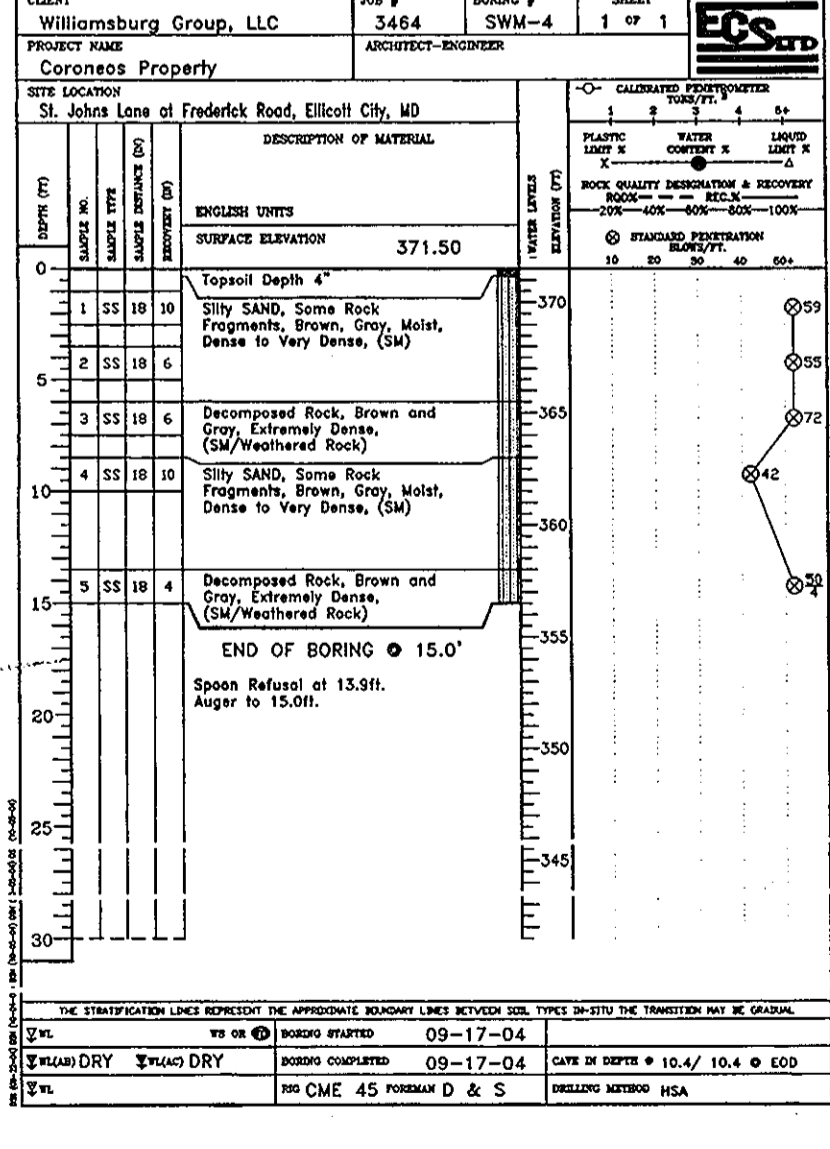 CLIENT
Williamsburg Group, LLC
JOB #
3464
BORING #
SWM-4
SHEET
1 OF 1
ECS LTD
PROJECT NAME
Coroneos Property
ARCHITECT-ENGINEER
SITE LOCATION
St. Johns Lane at Frederick Road, Ellicott City, MD
-O- CALIBRATED PENETROMETER
TONS/FT.²
1 2 3 4 5+
PLASTIC LIMIT % WATER CONTENT % LIQUID LIMIT %
X ● △
ROCK QUALITY DESIGNATION & RECOVERY
RQD% — — — REC.% ———
20% 40% 60% 80% 100%
⊗ STANDARD PENETRATION
BLOWS/FT.
10 20 30 40 50+
DEPTH (FT)
SAMPLE NO.
SAMPLE TYPE
SAMPLE DISTANCE (IN)
RECOVERY (IN)
DESCRIPTION OF MATERIAL
ENGLISH UNITS
SURFACE ELEVATION 371.50
WATER LEVELS
ELEVATION (FT)
0
Topsoil Depth 4"
1 SS 18 10
Silty SAND, Some Rock
Fragments, Brown, Gray, Moist,
Dense to Very Dense, (SM)
370
59
2 SS 18 6
55
5
3 SS 18 6
Decomposed Rock, Brown and
Gray, Extremely Dense,
(SM/Weathered Rock)
365
72
4 SS 18 10
Silty SAND, Some Rock
Fragments, Brown, Gray, Moist,
Dense to Very Dense, (SM)
42
10
360
5 SS 18 4
Decomposed Rock, Brown and
Gray, Extremely Dense,
(SM/Weathered Rock)
50/4
15
END OF BORING @ 15.0'
355
Spoon Refusal at 13.9ft.
Auger to 15.0ft.
20
350
25
345
30
THE STRATIFICATION LINES REPRESENT THE APPROXIMATE BOUNDARY LINES BETWEEN SOIL TYPES IN-SITU THE TRANSITION MAY BE GRADUAL
WL WS OR WD BORING STARTED 09-17-04
WL(AB) DRY WL(AC) DRY BORING COMPLETED 09-17-04 CAVE IN DEPTH @ 10.4/ 10.4 @ EOD
WL RIG CME 45 FOREMAN D & S DRILLING METHOD HSA